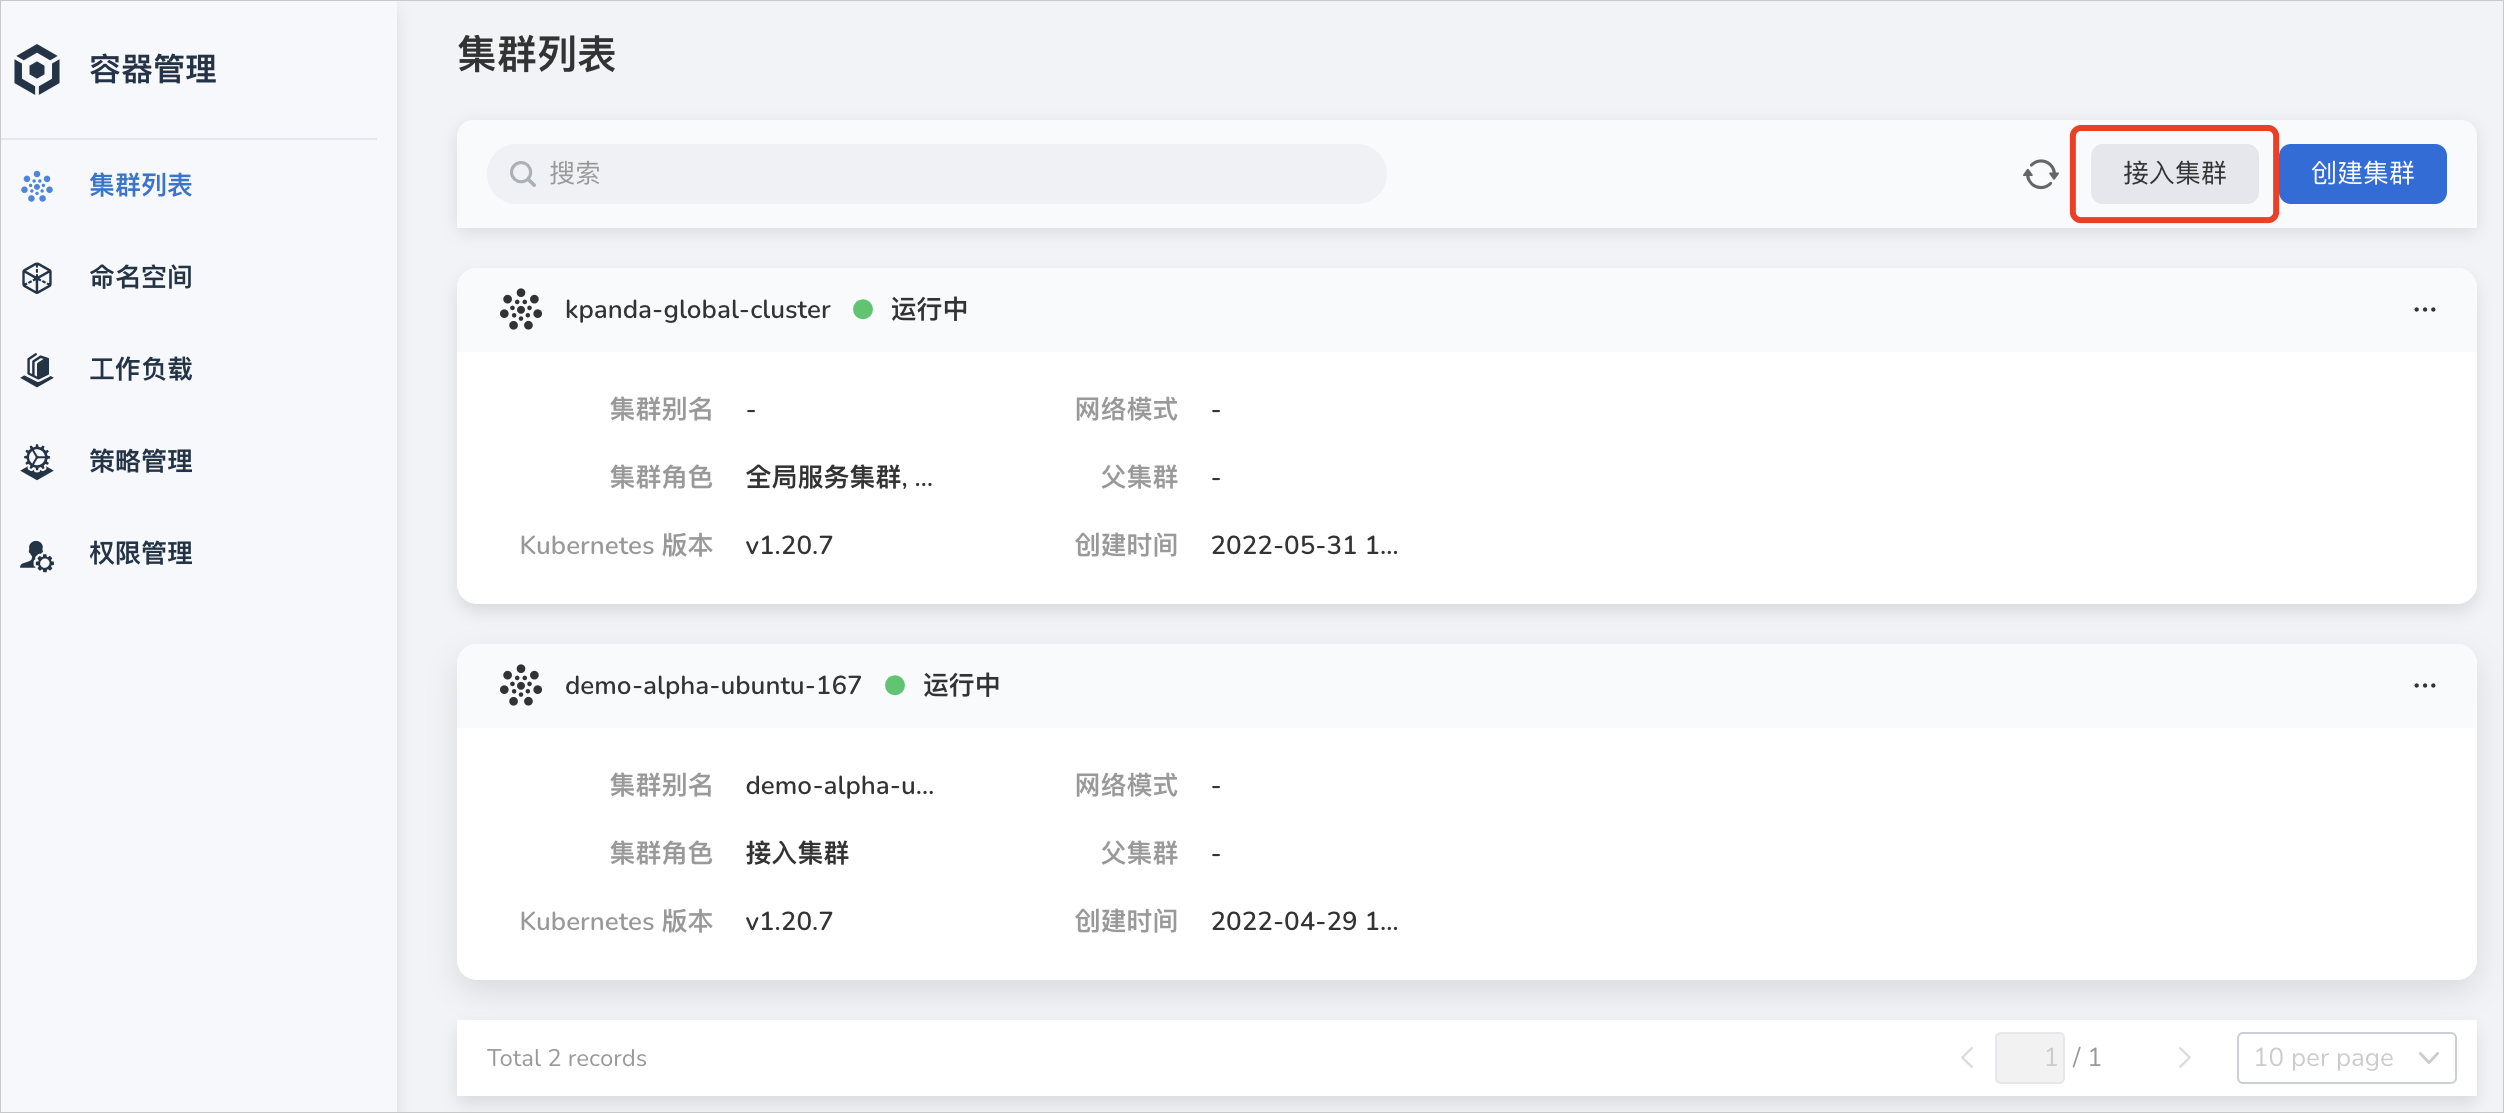 容器管理
集群列表
命名空间
工作负载
策略管理
权限管理
集群列表
搜索
接入集群
创建集群
kpanda-global-cluster 运行中
集群别名 - 网络模式 -
集群角色 全局服务集群, ... 父集群 -
Kubernetes 版本 v1.20.7 创建时间 2022-05-31 1...
demo-alpha-ubuntu-167 运行中
集群别名 demo-alpha-u... 网络模式 -
集群角色 接入集群 父集群 -
Kubernetes 版本 v1.20.7 创建时间 2022-04-29 1...
Total 2 records 1 / 1 10 per page